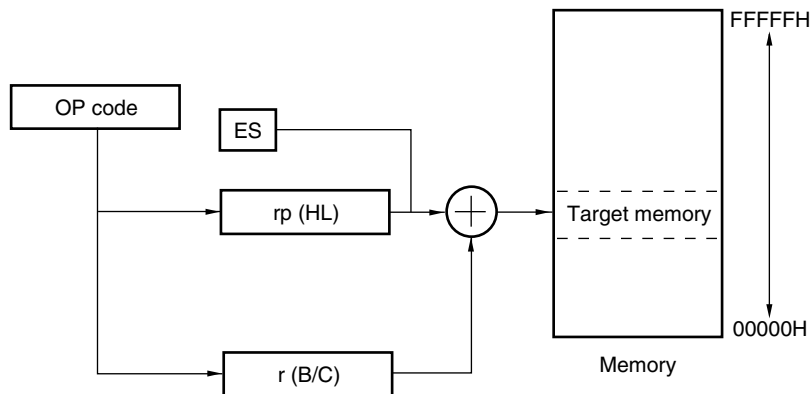 FFFFFH
OP code
ES
rp (HL)
Target memory
00000H
r (B/C)
Memory